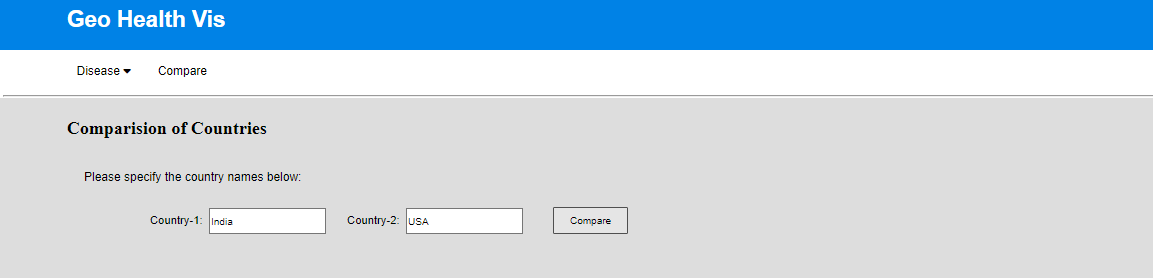 Geo Health Vis
Disease Compare
Comparision of Countries
Please specify the country names below:
Country-1: India Country-2: USA Compare